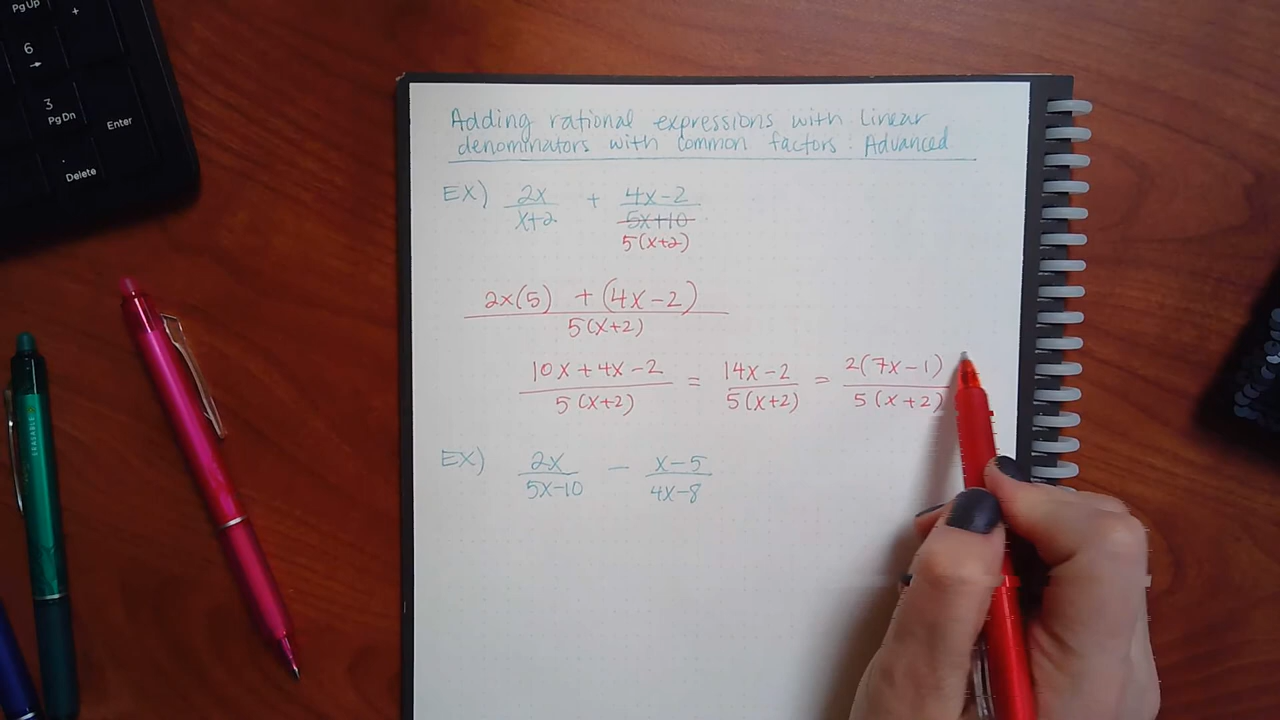 PgUp
+
6
3
PgDn
Enter
.
Delete
ERASABLE
Adding rational expressions with linear
denominators with common factors: Advanced
EX) 2x/x+2 + 4x-2/5x+10
5(x+2)
2x(5) + (4x-2)
5(x+2)
10x+4x-2/5(x+2) = 14x-2/5(x+2) = 2(7x-1)/5(x+2)
EX) 2x/5x-10 - x-5/4x-8